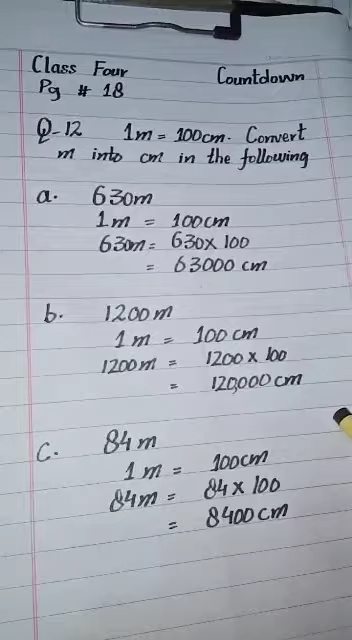 Class Four Countdown
Pg # 18
Q-12 1m = 100cm. Convert
m into cm in the following
a. 630m
1m = 100cm
630m = 630x 100
= 63000 cm
b. 1200m
1m = 100 cm
1200m = 1200 x 100
= 120,000 cm
C. 84 m
1m = 100cm
84m = 84 x 100
= 8400 cm